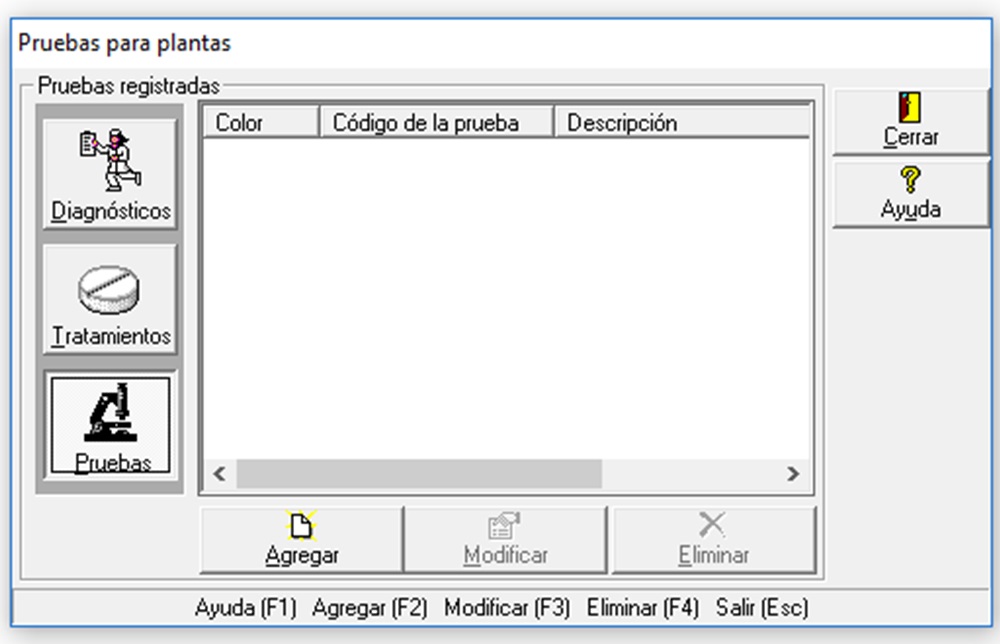 Pruebas para plantas
Pruebas registradas
Color Código de la prueba Descripción
Diagnósticos
Tratamientos
Pruebas
Cerrar
Ayuda
Agregar Modificar Eliminar
Ayuda (F1) Agregar (F2) Modificar (F3) Eliminar (F4) Salir (Esc)